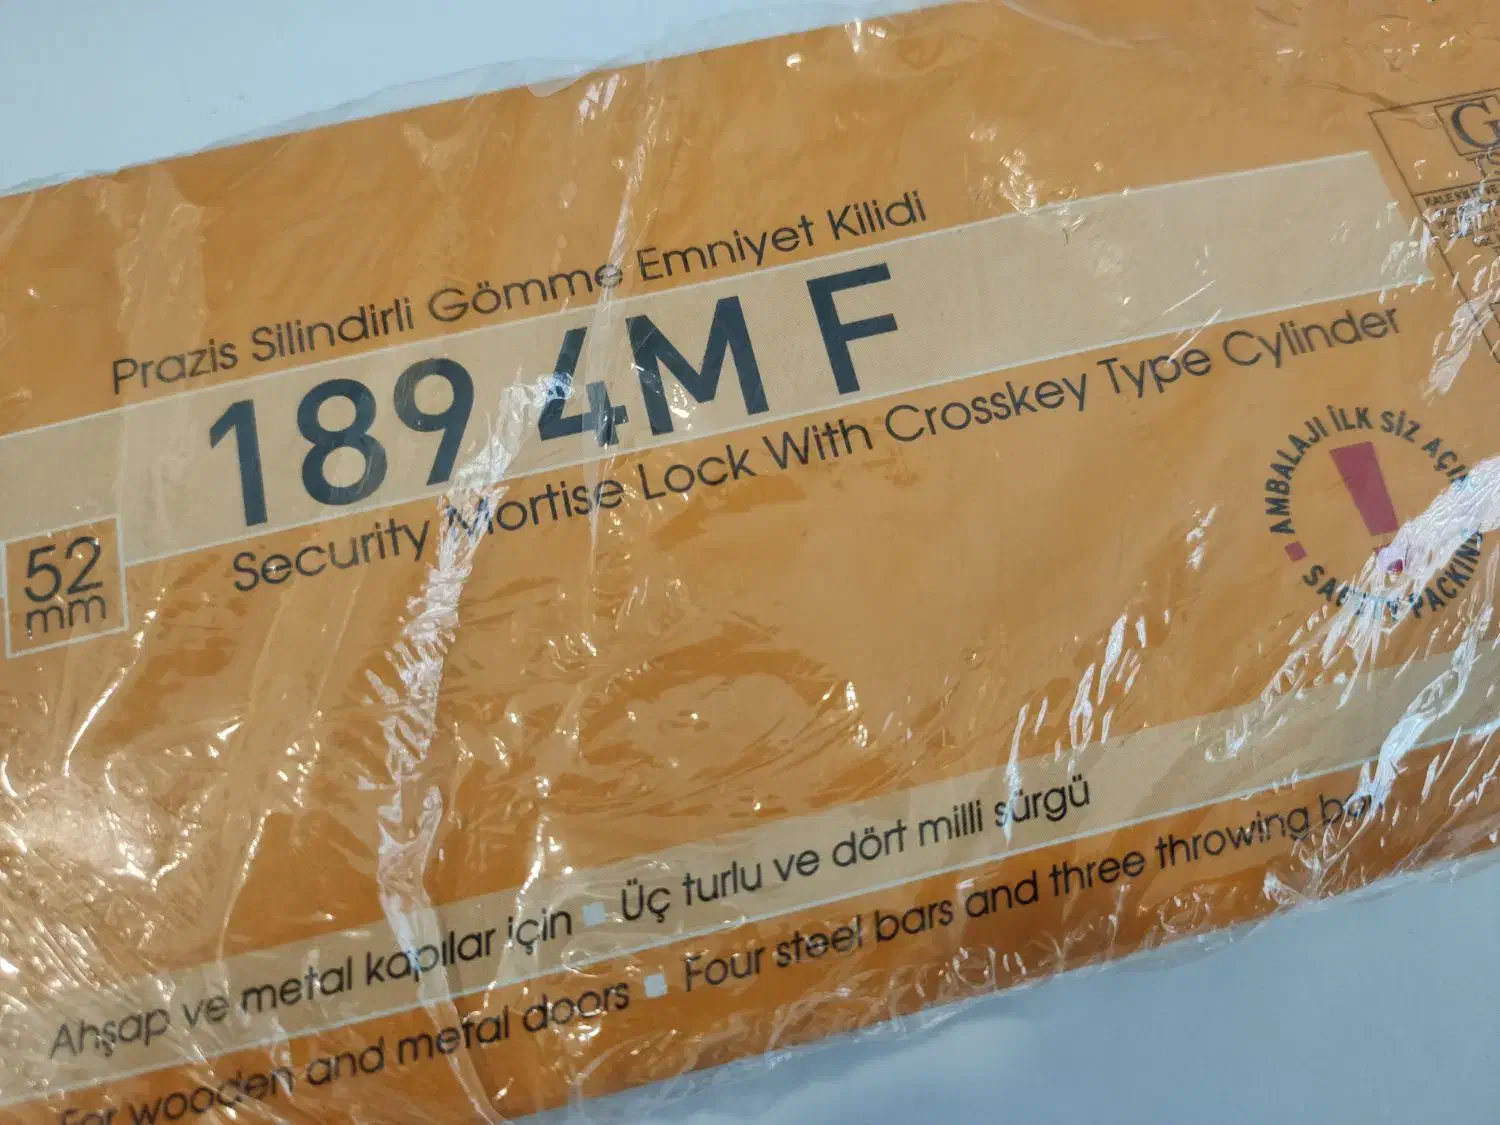 Prazis Silindirli Gömme Emniyet Kilidi
189 4M F
Security Mortise Lock With Crosskey Type Cylinder
52
mm
AMBALAJI İLK SİZ AÇIN
SAFETY PACKING
Ahşap ve metal kapılar için ▪ Üç turlu ve dört milli sürgü
For wooden and metal doors ▪ Four steel bars and three throwing